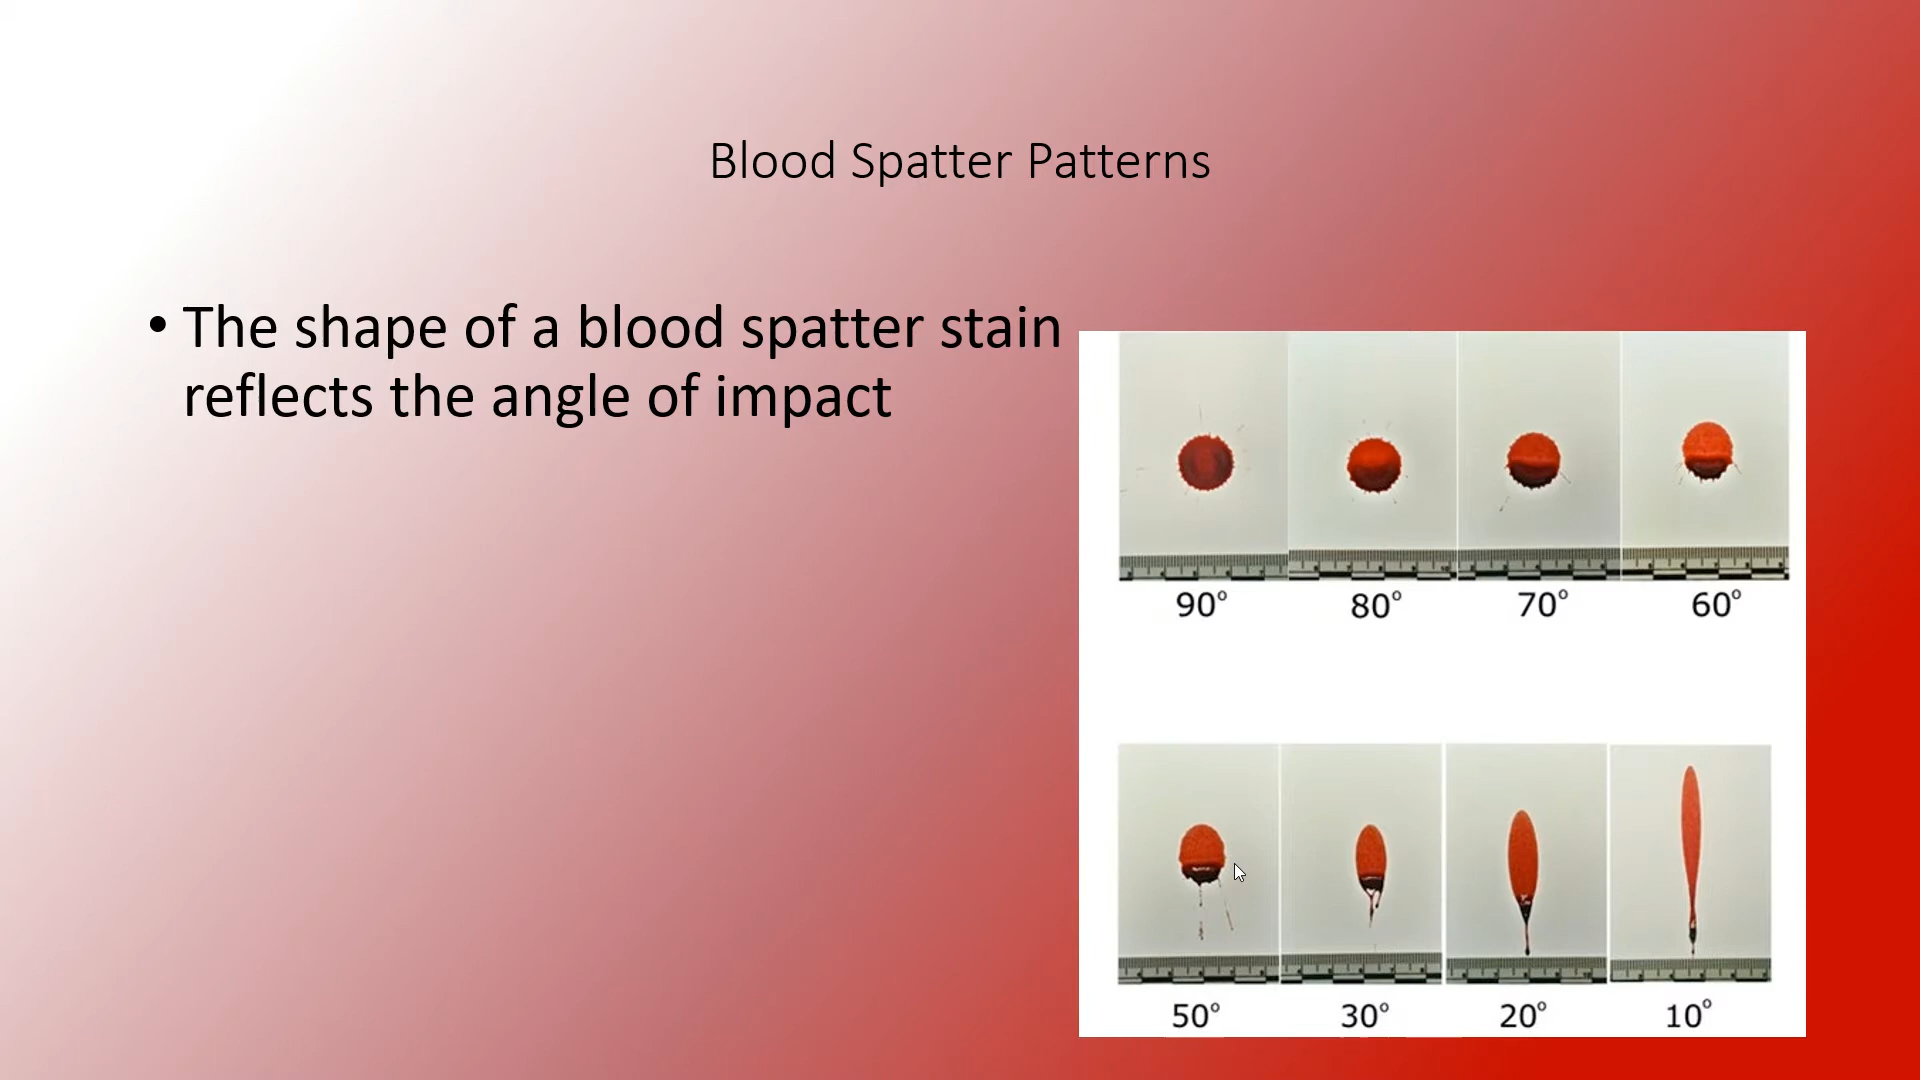 Blood Spatter Patterns
• The shape of a blood spatter stain
reflects the angle of impact
90° 80° 70° 60°
50° 30° 20° 10°